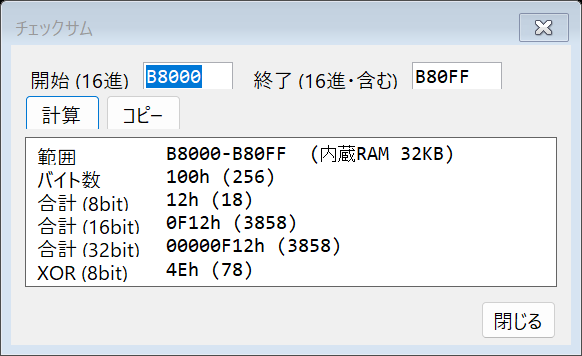 チェックサム
開始 (16進) B8000 終了 (16進・含む) B80FF
計算 コピー
範囲 B8000-B80FF (内蔵RAM 32KB)
バイト数 100h (256)
合計 (8bit) 12h (18)
合計 (16bit) 0F12h (3858)
合計 (32bit) 00000F12h (3858)
XOR (8bit) 4Eh (78)
閉じる